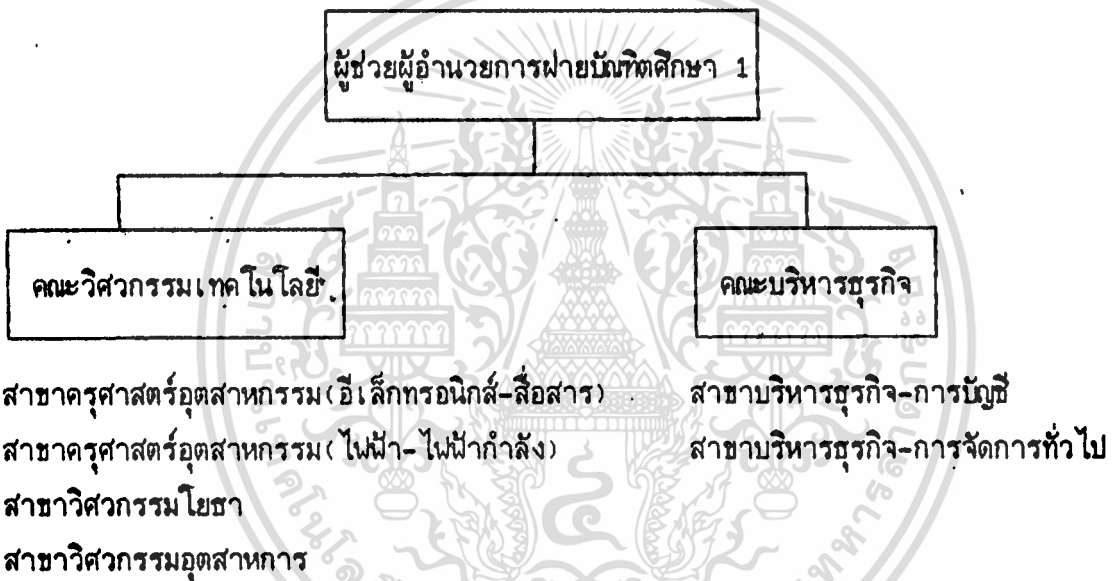 ผู้ช่วยผู้อำนวยการฝ่ายบัณฑิตศึกษา 1
คณะวิศวกรรมเทคโนโลยี
คณะบริหารธุรกิจ
สาขาครุศาสตร์อุตสาหกรรม(อีเล็กทรอนิกส์-สื่อสาร)
สาขาบริหารธุรกิจ-การบัญชี
สาขาครุศาสตร์อุตสาหกรรม(ไฟฟ้า-ไฟฟ้ากำลัง)
สาขาบริหารธุรกิจ-การจัดการทั่วไป
สาขาวิศวกรรมโยธา
สาขาวิศวกรรมอุตสาหการ